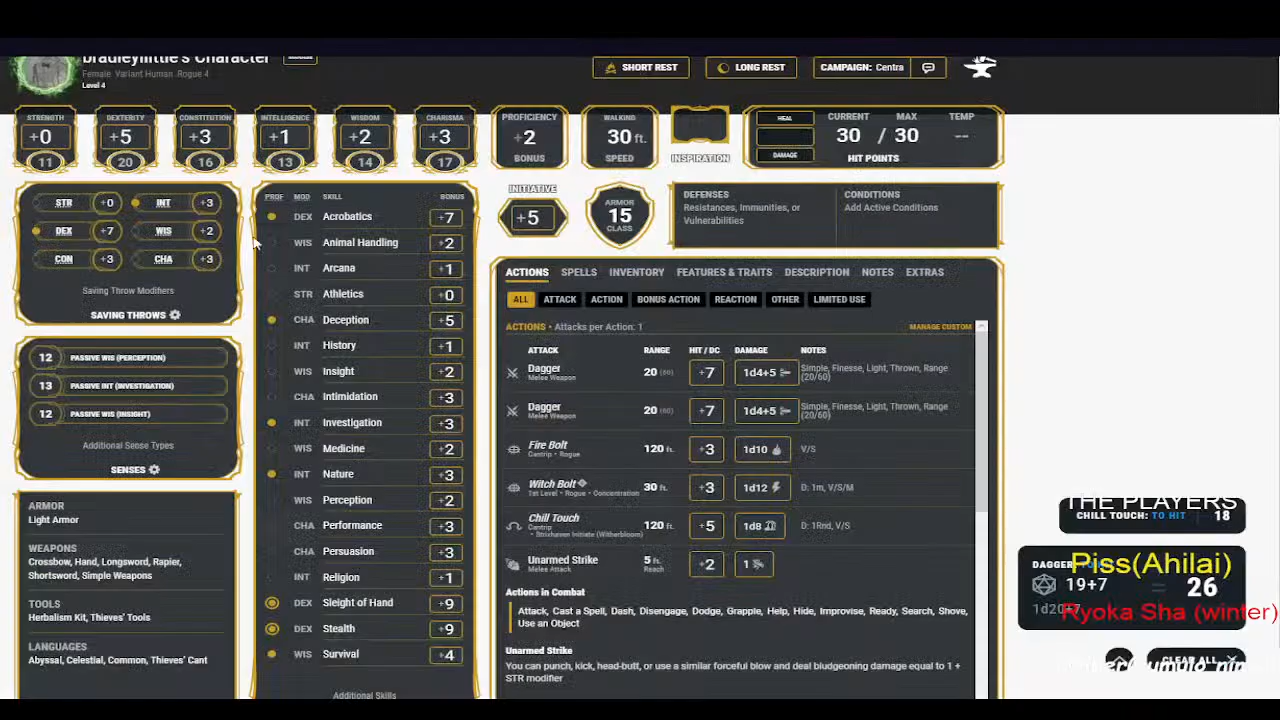 Bradleylittle's Character
Female Variant Human Rogue 4
Level 4
SHORT REST
LONG REST
CAMPAIGN: Centra
STRENGTH
+0
11
DEXTERITY
+5
20
CONSTITUTION
+3
16
INTELLIGENCE
+1
13
WISDOM
+2
14
CHARISMA
+3
17
PROFICIENCY
+2
BONUS
WALKING
30 ft.
SPEED
INSPIRATION
HEAL
DAMAGE
CURRENT MAX TEMP
30 / 30 --
HIT POINTS
STR +0 INT +3
DEX +7 WIS +2
CON +3 CHA +3
Saving Throw Modifiers
SAVING THROWS
12 PASSIVE WIS (PERCEPTION)
13 PASSIVE INT (INVESTIGATION)
12 PASSIVE WIS (INSIGHT)
Additional Sense Types
SENSES
ARMOR
Light Armor
WEAPONS
Crossbow, Hand, Longsword, Rapier,
Shortsword, Simple Weapons
TOOLS
Herbalism Kit, Thieves' Tools
LANGUAGES
Abyssal, Celestial, Common, Thieves' Cant
PROF MOD SKILL BONUS
DEX Acrobatics +7
WIS Animal Handling +2
INT Arcana +1
STR Athletics +0
CHA Deception +5
INT History +1
WIS Insight +2
CHA Intimidation +3
INT Investigation +3
WIS Medicine +2
INT Nature +3
WIS Perception +2
CHA Performance +3
CHA Persuasion +3
INT Religion +1
DEX Sleight of Hand +9
DEX Stealth +9
WIS Survival +4
Additional Skills
INITIATIVE
+5
ARMOR
15
CLASS
DEFENSES
Resistances, Immunities, or
Vulnerabilities
CONDITIONS
Add Active Conditions
ACTIONS SPELLS INVENTORY FEATURES & TRAITS DESCRIPTION NOTES EXTRAS
ALL ATTACK ACTION BONUS ACTION REACTION OTHER LIMITED USE
ACTIONS • Attacks per Action: 1
MANAGE CUSTOM
ATTACK RANGE HIT / DC DAMAGE NOTES
Dagger 20 (60) +7 1d4+5 Simple, Finesse, Light, Thrown, Range
Melee Weapon (20/60)
Dagger 20 (60) +7 1d4+5 Simple, Finesse, Light, Thrown, Range
Melee Weapon (20/60)
Fire Bolt 120 ft. +3 1d10 V/S
Cantrip • Rogue
Witch Bolt 30 ft. +3 1d12 D: 1m, V/S/M
1st Level • Rogue • Concentration
Chill Touch 120 ft. +5 1d8 D: 1Rnd, V/S
Cantrip
• Strixhaven Initiate (Witherbloom)
Unarmed Strike 5 ft. +2 1
Melee Attack Reach
Actions in Combat
Attack, Cast a Spell, Dash, Disengage, Dodge, Grapple, Help, Hide, Improvise, Ready, Search, Shove,
Use an Object
Unarmed Strike
You can punch, kick, head-butt, or use a similar forceful blow and deal bludgeoning damage equal to 1 +
STR modifier
THE PLAYERS
CHILL TOUCH: TO HIT 18
Piss(Ahilai)
DAGGER:
19+7 = 26
1d20+7
Ryoka Sha (winter)
CLEAR ALL